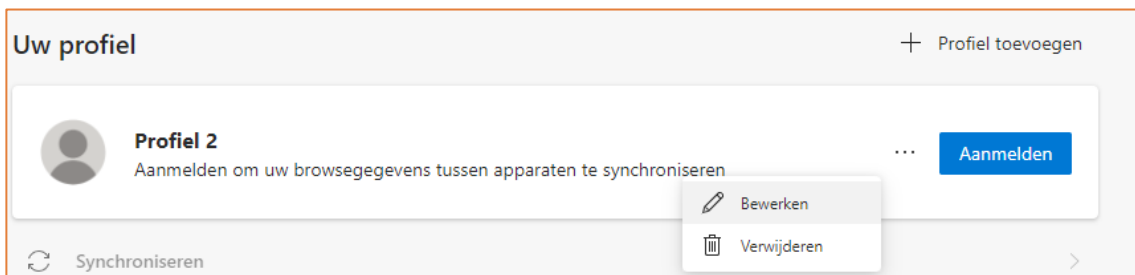 Uw profiel
Profiel toevoegen
Profiel 2
Aanmelden om uw browsegegevens tussen apparaten te synchroniseren
... Aanmelden
Bewerken
Verwijderen
Synchroniseren